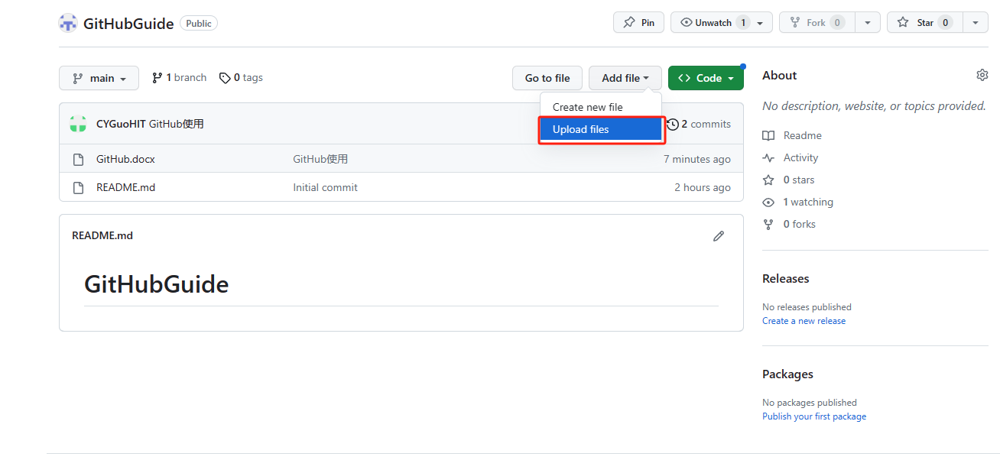 GitHubGuide Public Pin Unwatch 1 Fork 0 Star 0
main 1 branch 0 tags Go to file Add file Code
Create new file
Upload files
CYGuoHIT GitHub使用 2 commits
GitHub.docx GitHub使用 7 minutes ago
README.md Initial commit 2 hours ago
README.md
GitHubGuide
About
No description, website, or topics provided.
Readme
Activity
0 stars
1 watching
0 forks
Releases
No releases published
Create a new release
Packages
No packages published
Publish your first package